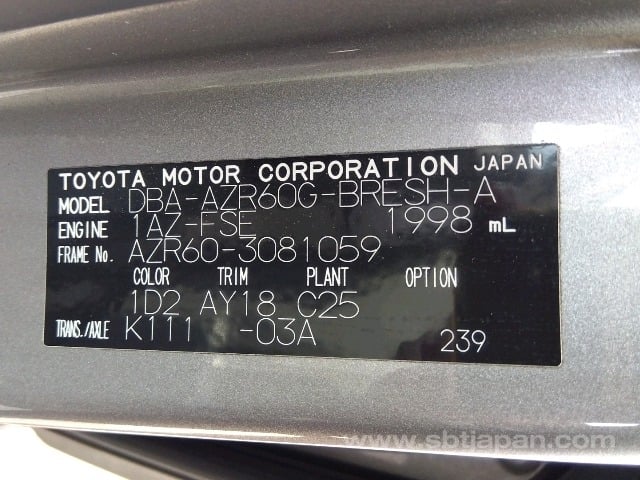 TOYOTA MOTOR CORPORATION JAPAN
MODEL DBA-AZR60G-BRESH-A
ENGINE 1AZ-FSE 1998 mL
FRAME No. AZR60-3081059
COLOR TRIM PLANT OPTION
1D2 AY18 C25
TRANS./AXLE K111 -03A 239
www.sbtjapan.com